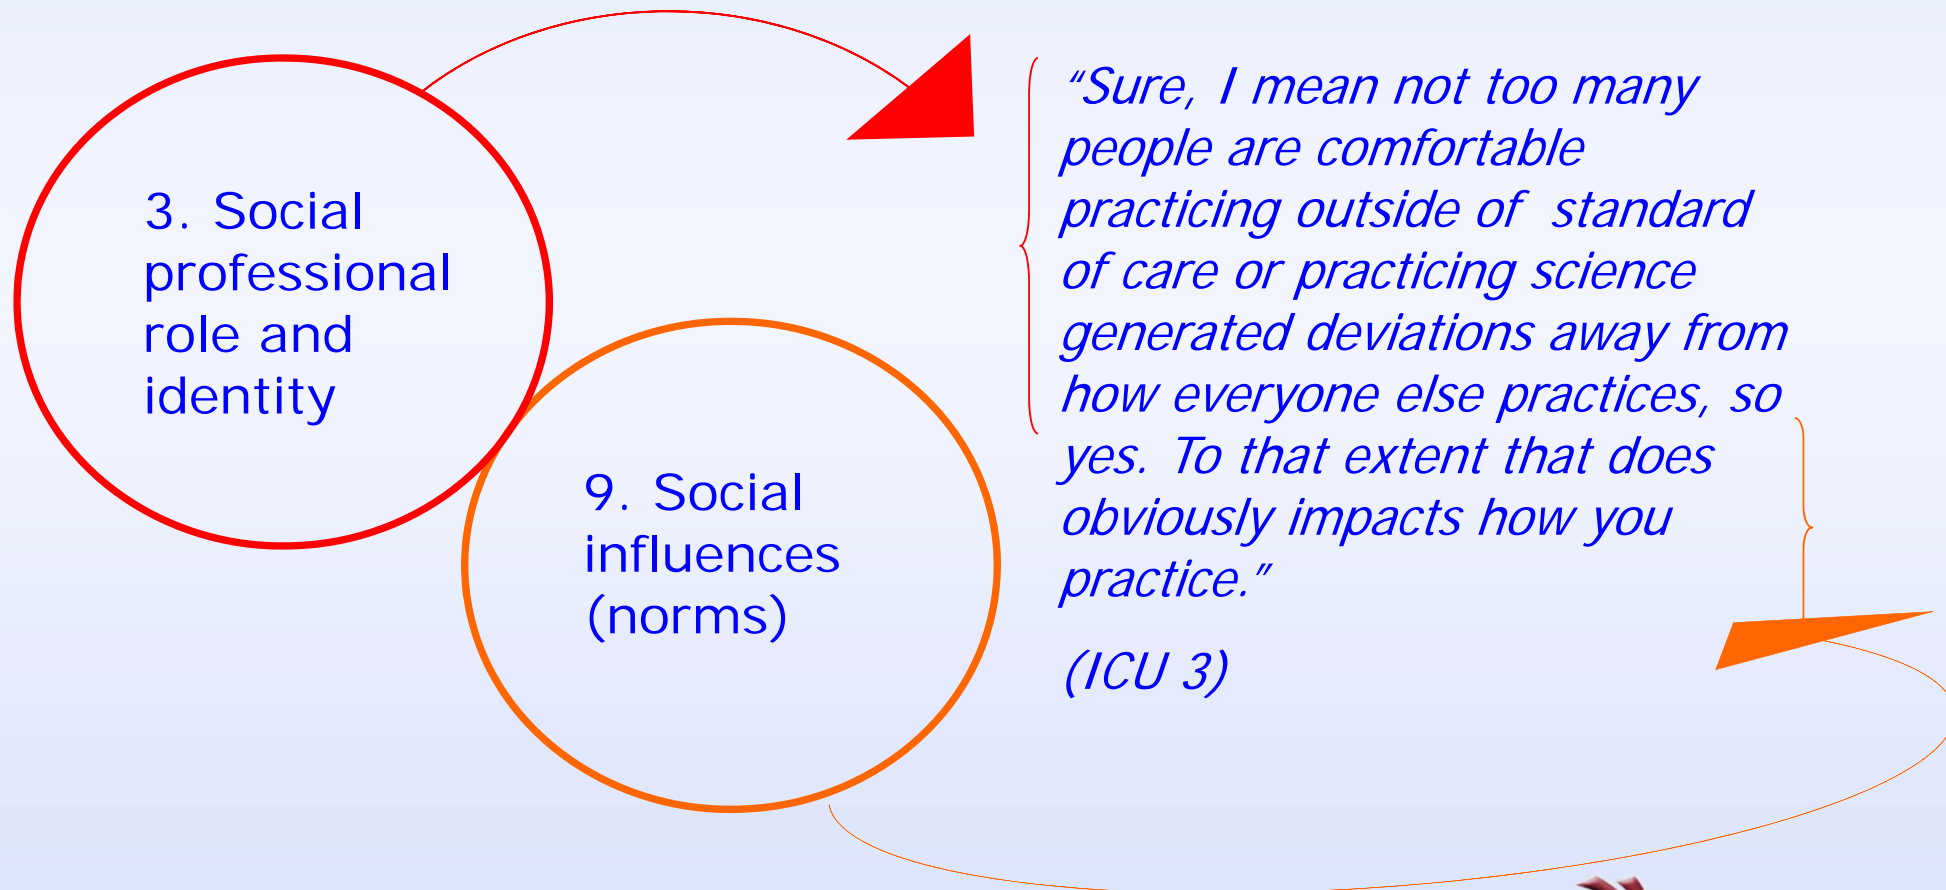 3. Social
professional
role and
identity
9. Social
influences
(norms)
“Sure, I mean not too many
people are comfortable
practicing outside of standard
of care or practicing science
generated deviations away from
how everyone else practices, so
yes. To that extent that does
obviously impacts how you
practice.”
(ICU 3)